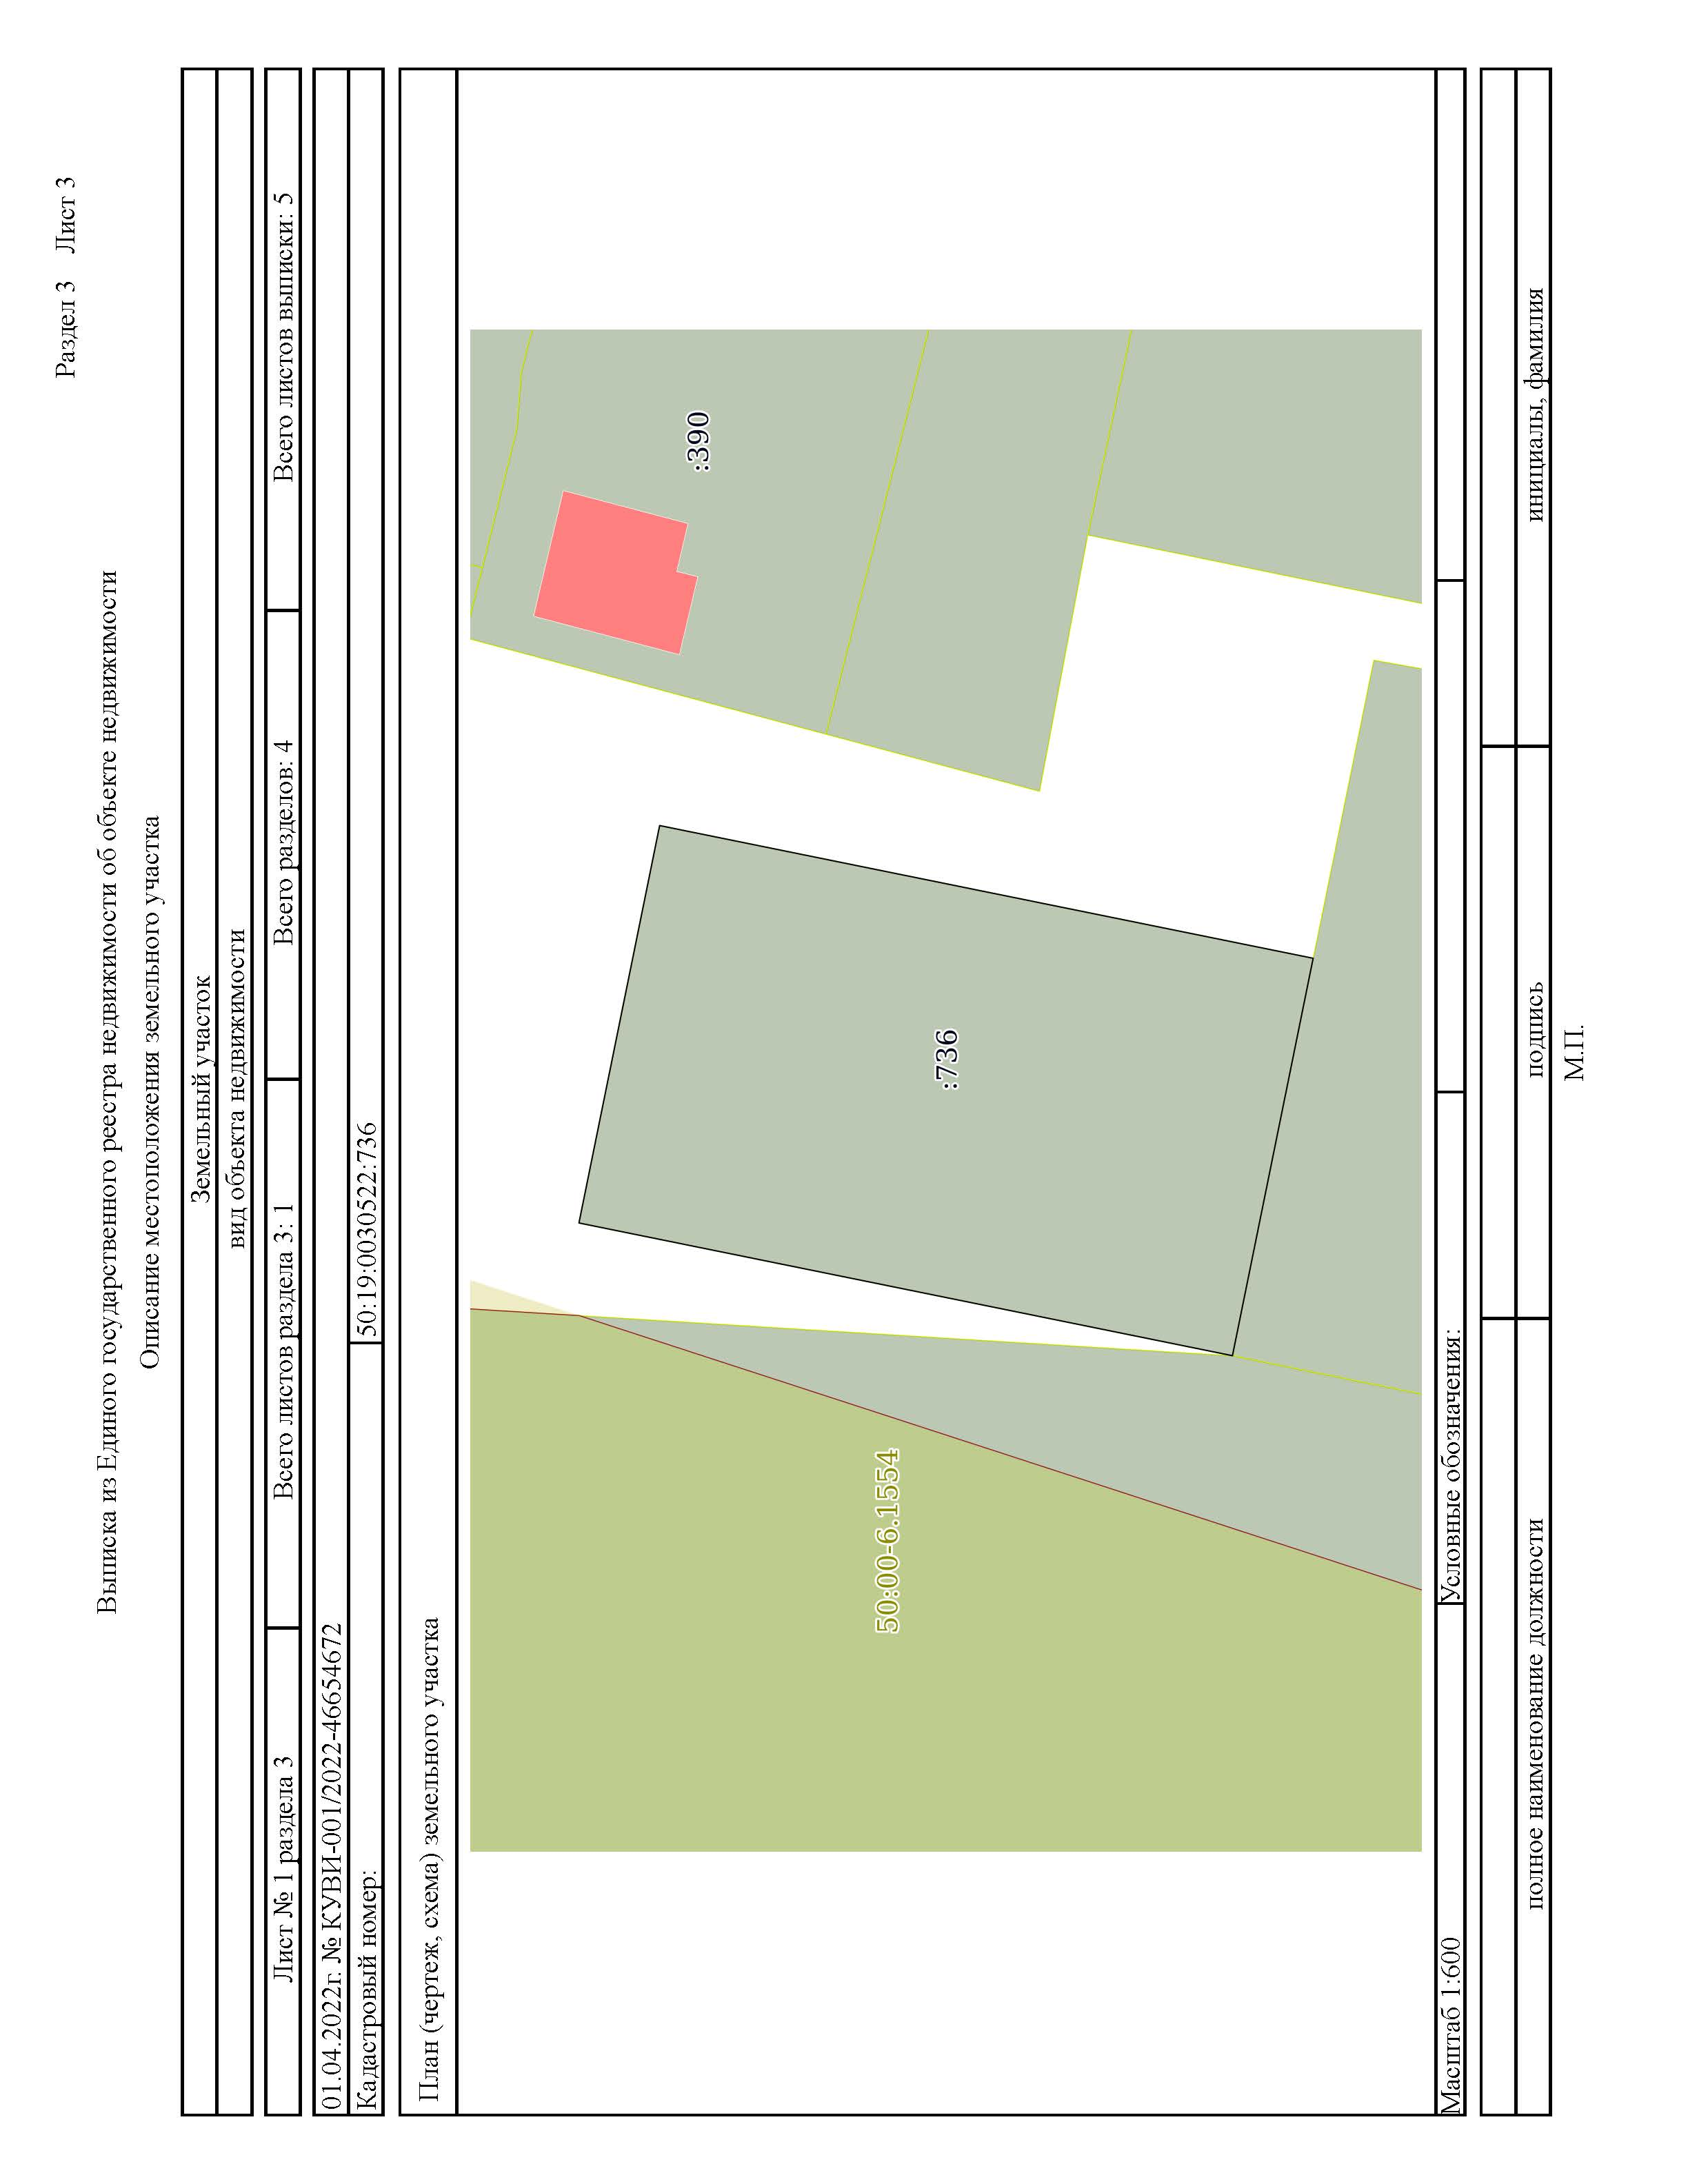 Раздел 3 Лист 3
Выписка из Единого государственного реестра недвижимости об объекте недвижимости
Описание местоположения земельного участка
Земельный участок
вид объекта недвижимости
Лист № 1 раздела 3 Всего листов раздела 3: 1 Всего разделов: 4 Всего листов выписки: 5
01.04.2022г. № КУВИ-001/2022-46654672
Кадастровый номер: 50:19:0030522:736
План (чертеж, схема) земельного участка
:390
50:00-6.1554
:736
Масштаб 1:600 Условные обозначения:
полное наименование должности подпись инициалы, фамилия
М.П.